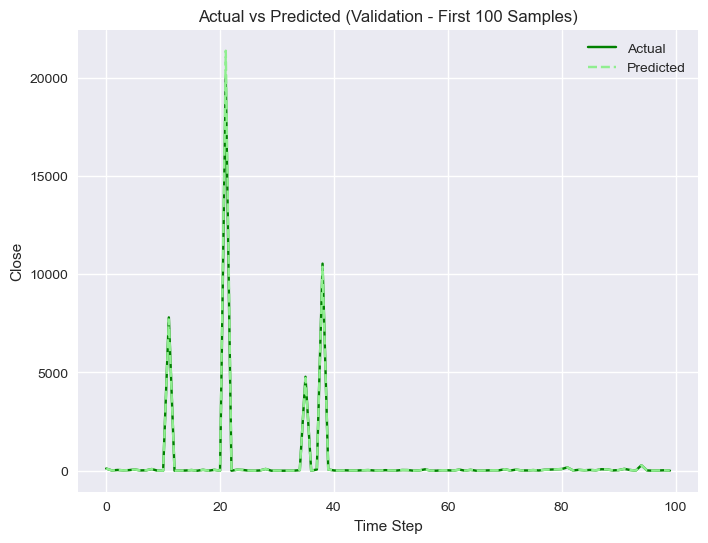 Actual vs Predicted (Validation - First 100 Samples)
Actual
Predicted
20000
15000
10000
5000
0
Close
0 20 40 60 80 100
Time Step